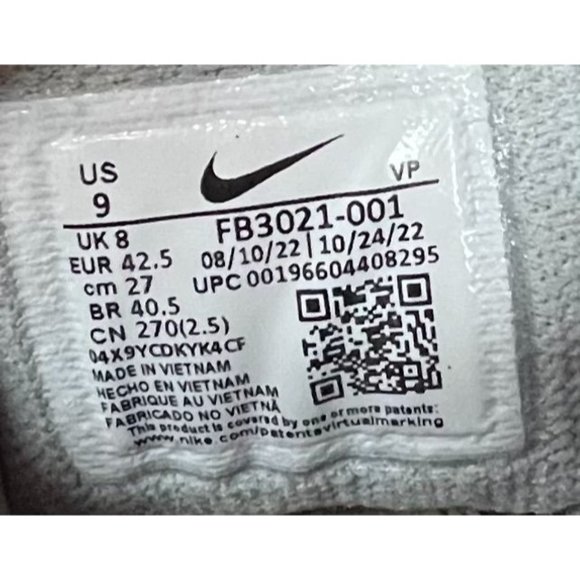 US
9
VP
UK 8
FB3021-001
EUR 42.5
08/10/22 | 10/24/22
cm 27
UPC 00196604408295
BR 40.5
CN 270(2.5)
04X9YCDKYK4CF
MADE IN VIETNAM
HECHO EN VIETNAM
FABRIQUE AU VIETNAM
FABRICADO NO VIETNÃ
This product is covered by one or more patents:
www.nike.com/patentsvirtualmarking